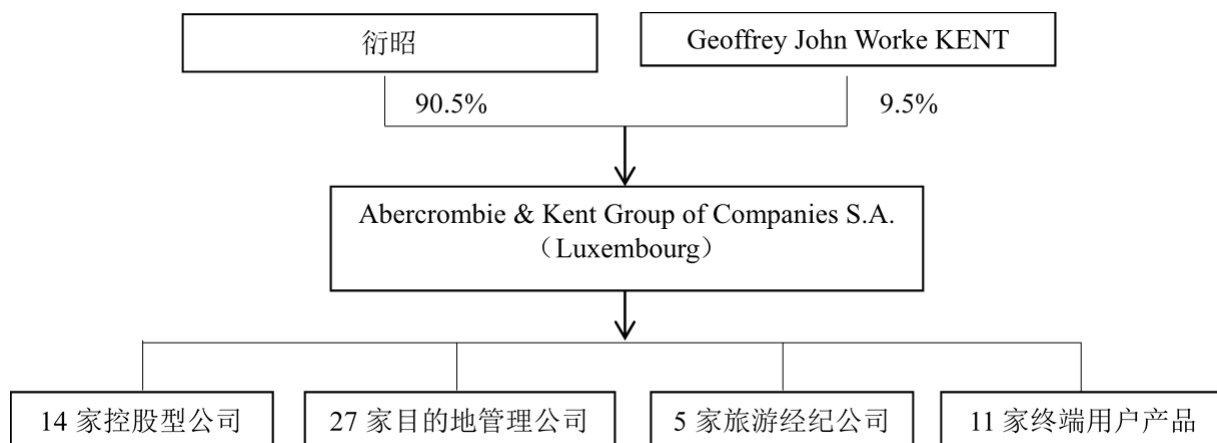 衍昭
Geoffrey John Worke KENT
90.5%
9.5%
Abercrombie & Kent Group of Companies S.A.
（Luxembourg）
14 家控股型公司
27 家目的地管理公司
5 家旅游经纪公司
11 家终端用户产品